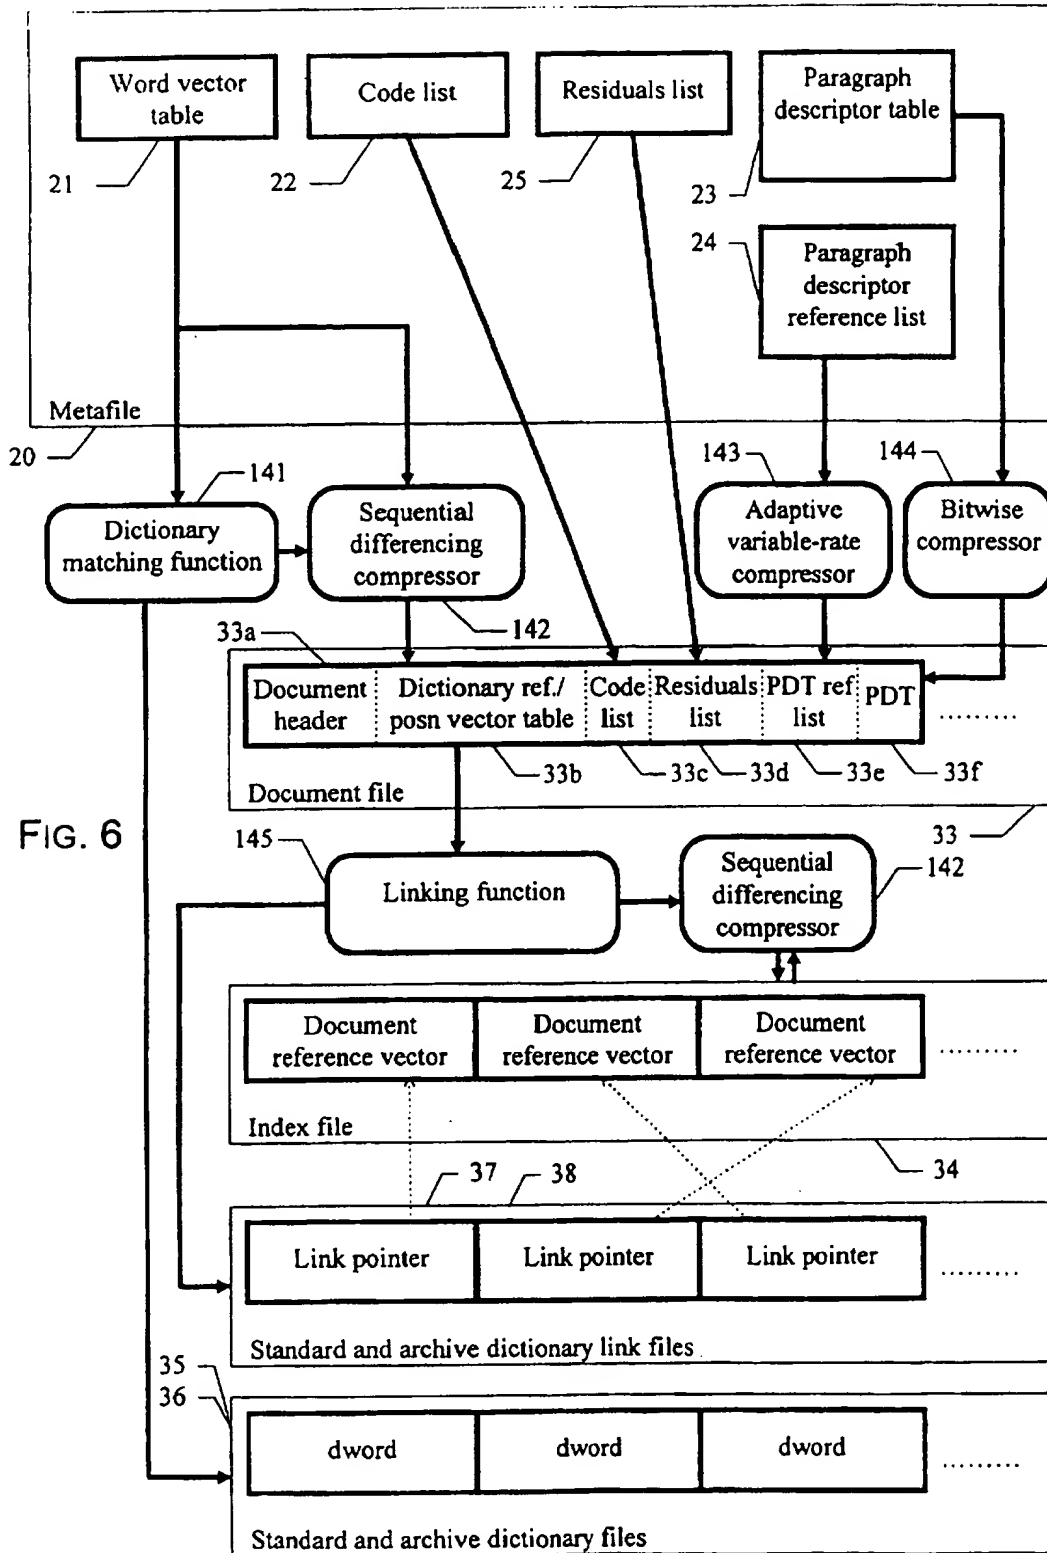 Word vector
table
Code list
Residuals list
Paragraph
descriptor table
21
22
25
23
24
Paragraph
descriptor
reference list
Metafile
20
141
143
144
Dictionary
matching function
Sequential
differencing
compressor
Adaptive
variable-rate
compressor
Bitwise
compressor
33a
142
Document
header
Dictionary ref./
posn vector table
Code
list
Residuals
list
PDT ref
list
PDT
.........
33b
33c
33d
33e
33f
Document file
33
FIG. 6
145
Linking function
Sequential
differencing
compressor
142
Document
reference vector
Document
reference vector
Document
reference vector
.........
Index file
34
37
38
Link pointer
Link pointer
Link pointer
.........
Standard and archive dictionary link files
35
36
dword
dword
dword
.........
Standard and archive dictionary files